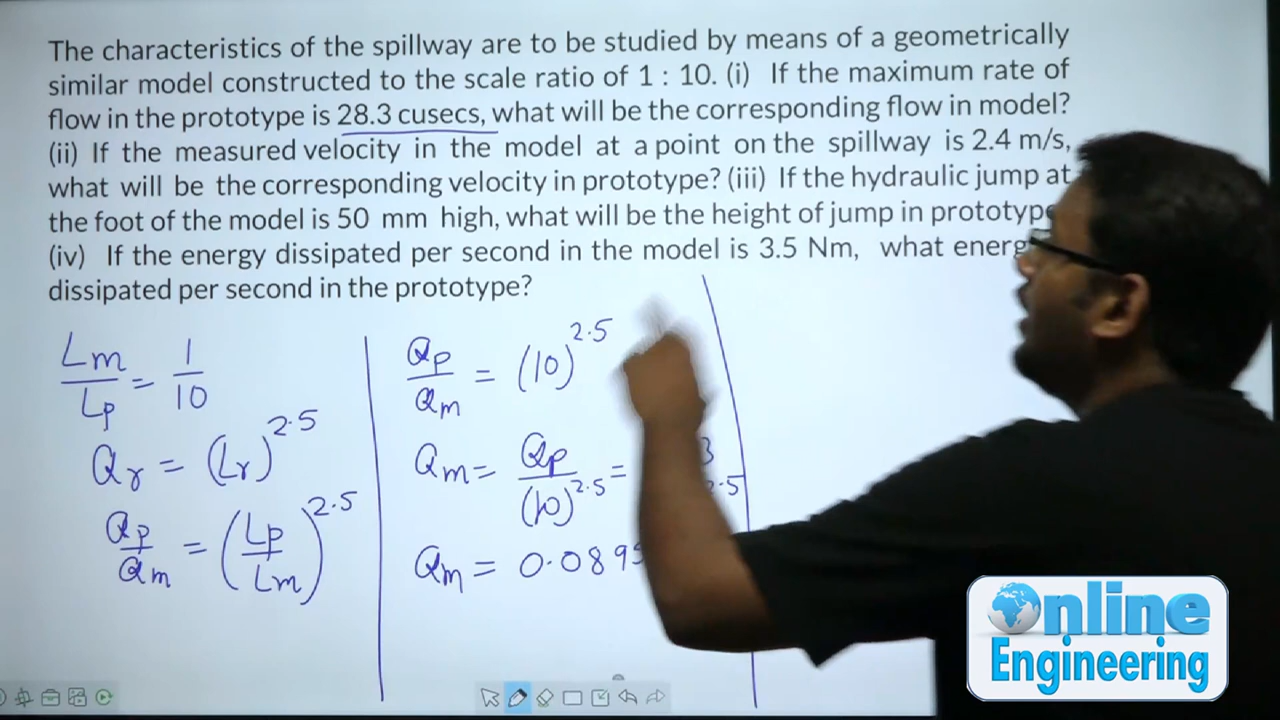 The characteristics of the spillway are to be studied by means of a geometrically
similar model constructed to the scale ratio of 1 : 10. (i) If the maximum rate of
flow in the prototype is 28.3 cusecs, what will be the corresponding flow in model?
(ii) If the measured velocity in the model at a point on the spillway is 2.4 m/s,
what will be the corresponding velocity in prototype? (iii) If the hydraulic jump at
the foot of the model is 50 mm high, what will be the height of jump in prototype
(iv) If the energy dissipated per second in the model is 3.5 Nm, what energ
dissipated per second in the prototype?
Lm/Lp = 1/10
Qr = (Lr)^2.5
Qp/Qm = (Lp/Lm)^2.5
Qp/Qm = (10)^2.5
Qm = Qp/(10)^2.5 =
Qm = 0.089
Online
Engineering